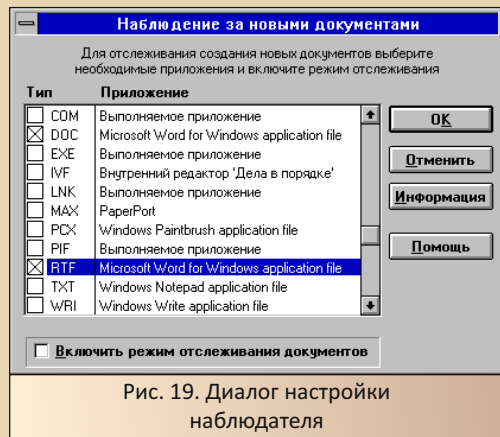 Наблюдение за новыми документами
Для отслеживания создания новых документов выберите
необходимые приложения и включите режим отслеживания
Тип Приложение
COM Выполняемое приложение
DOC Microsoft Word for Windows application file
EXE Выполняемое приложение
IVF Внутренний редактор 'Дела в порядке'
LNK Выполняемое приложение
MAX PaperPort
PCX Windows Paintbrush application file
PIF Выполняемое приложение
RTF Microsoft Word for Windows application file
TXT Windows Notepad application file
WRI Windows Write application file
OK
Отменить
Информация
Помощь
Включить режим отслеживания документов
Рис. 19. Диалог настройки
наблюдателя